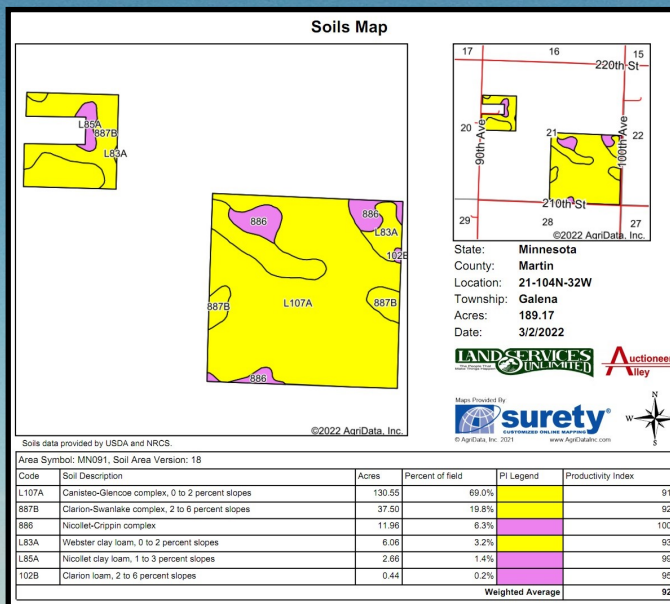 Soils Map
L85A
887B
L83A
886
886
L83A
102B
887B
L107A
887B
886
©2022 AgriData, Inc.
17
16
15
220th St
20
90th Ave
21
100th Ave
22
210th St
29
28
27
©2022 AgriData, Inc.
State: Minnesota
County: Martin
Location: 21-104N-32W
Township: Galena
Acres: 189.17
Date: 3/2/2022
LAND SERVICES
UNLIMITED
Auctioneer
Alley
Maps Provided By
surety®
CUSTOMIZED ONLINE MAPPING
© AgriData, Inc. 2021 www.AgriDataInc.com
N
W
Soils data provided by USDA and NRCS.
Area Symbol: MN091, Soil Area Version: 18
Code Soil Description Acres Percent of field PI Legend Productivity Index
L107A Canisteo-Glencoe complex, 0 to 2 percent slopes 130.55 69.0% 91
887B Clarion-Swanlake complex, 2 to 6 percent slopes 37.50 19.8% 92
886 Nicollet-Crippin complex 11.96 6.3% 100
L83A Webster clay loam, 0 to 2 percent slopes 6.06 3.2% 93
L85A Nicollet clay loam, 1 to 3 percent slopes 2.66 1.4% 99
102B Clarion loam, 2 to 6 percent slopes 0.44 0.2% 95
Weighted Average 92